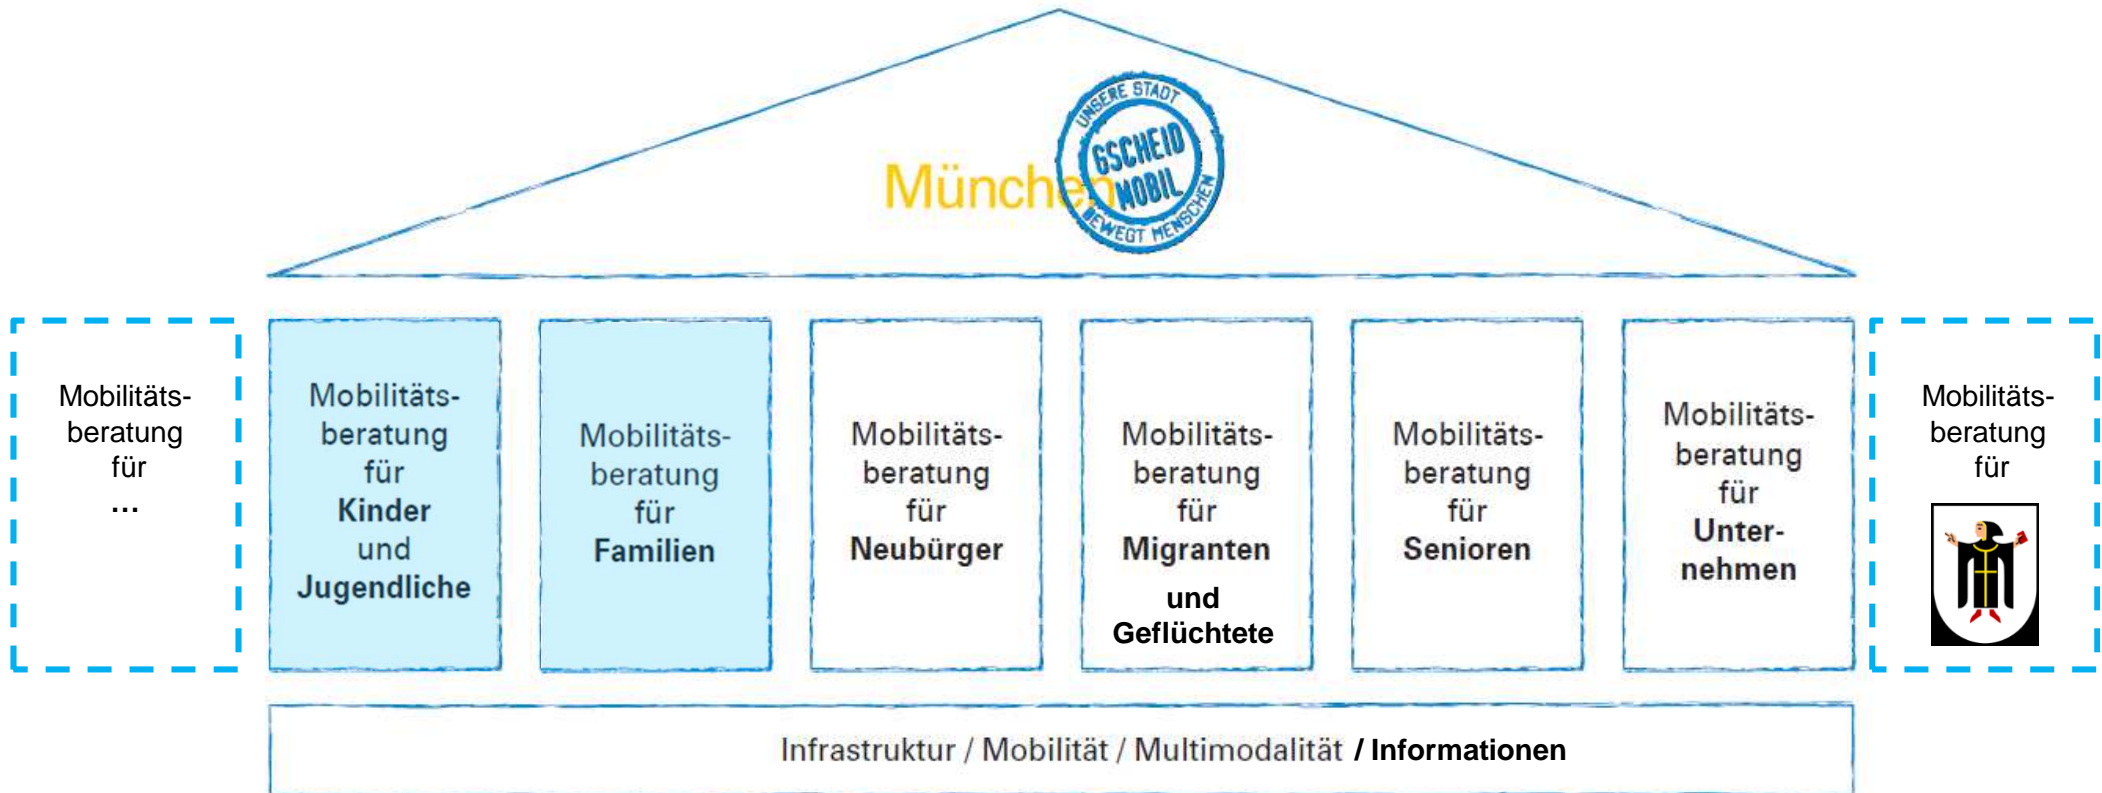 München
UNSERE STADT
GSCHEID
MOBIL
BEWEGT MENSCHEN
Mobilitäts-
beratung
für
...
Mobilitäts-
beratung
für
Kinder
und
Jugendliche
Mobilitäts-
beratung
für
Familien
Mobilitäts-
beratung
für
Neubürger
Mobilitäts-
beratung
für
Migranten
und
Geflüchtete
Mobilitäts-
beratung
für
Senioren
Mobilitäts-
beratung
für
Unter-
nehmen
Mobilitäts-
beratung
für
Infrastruktur / Mobilität / Multimodalität / Informationen